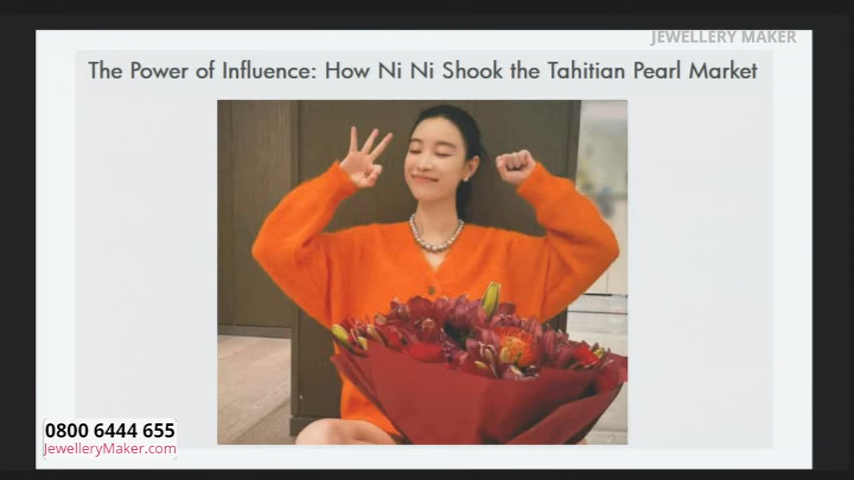 JEWELLERY MAKER
The Power of Influence: How Ni Ni Shook the Tahitian Pearl Market
0800 6444 655
JewelleryMaker.com